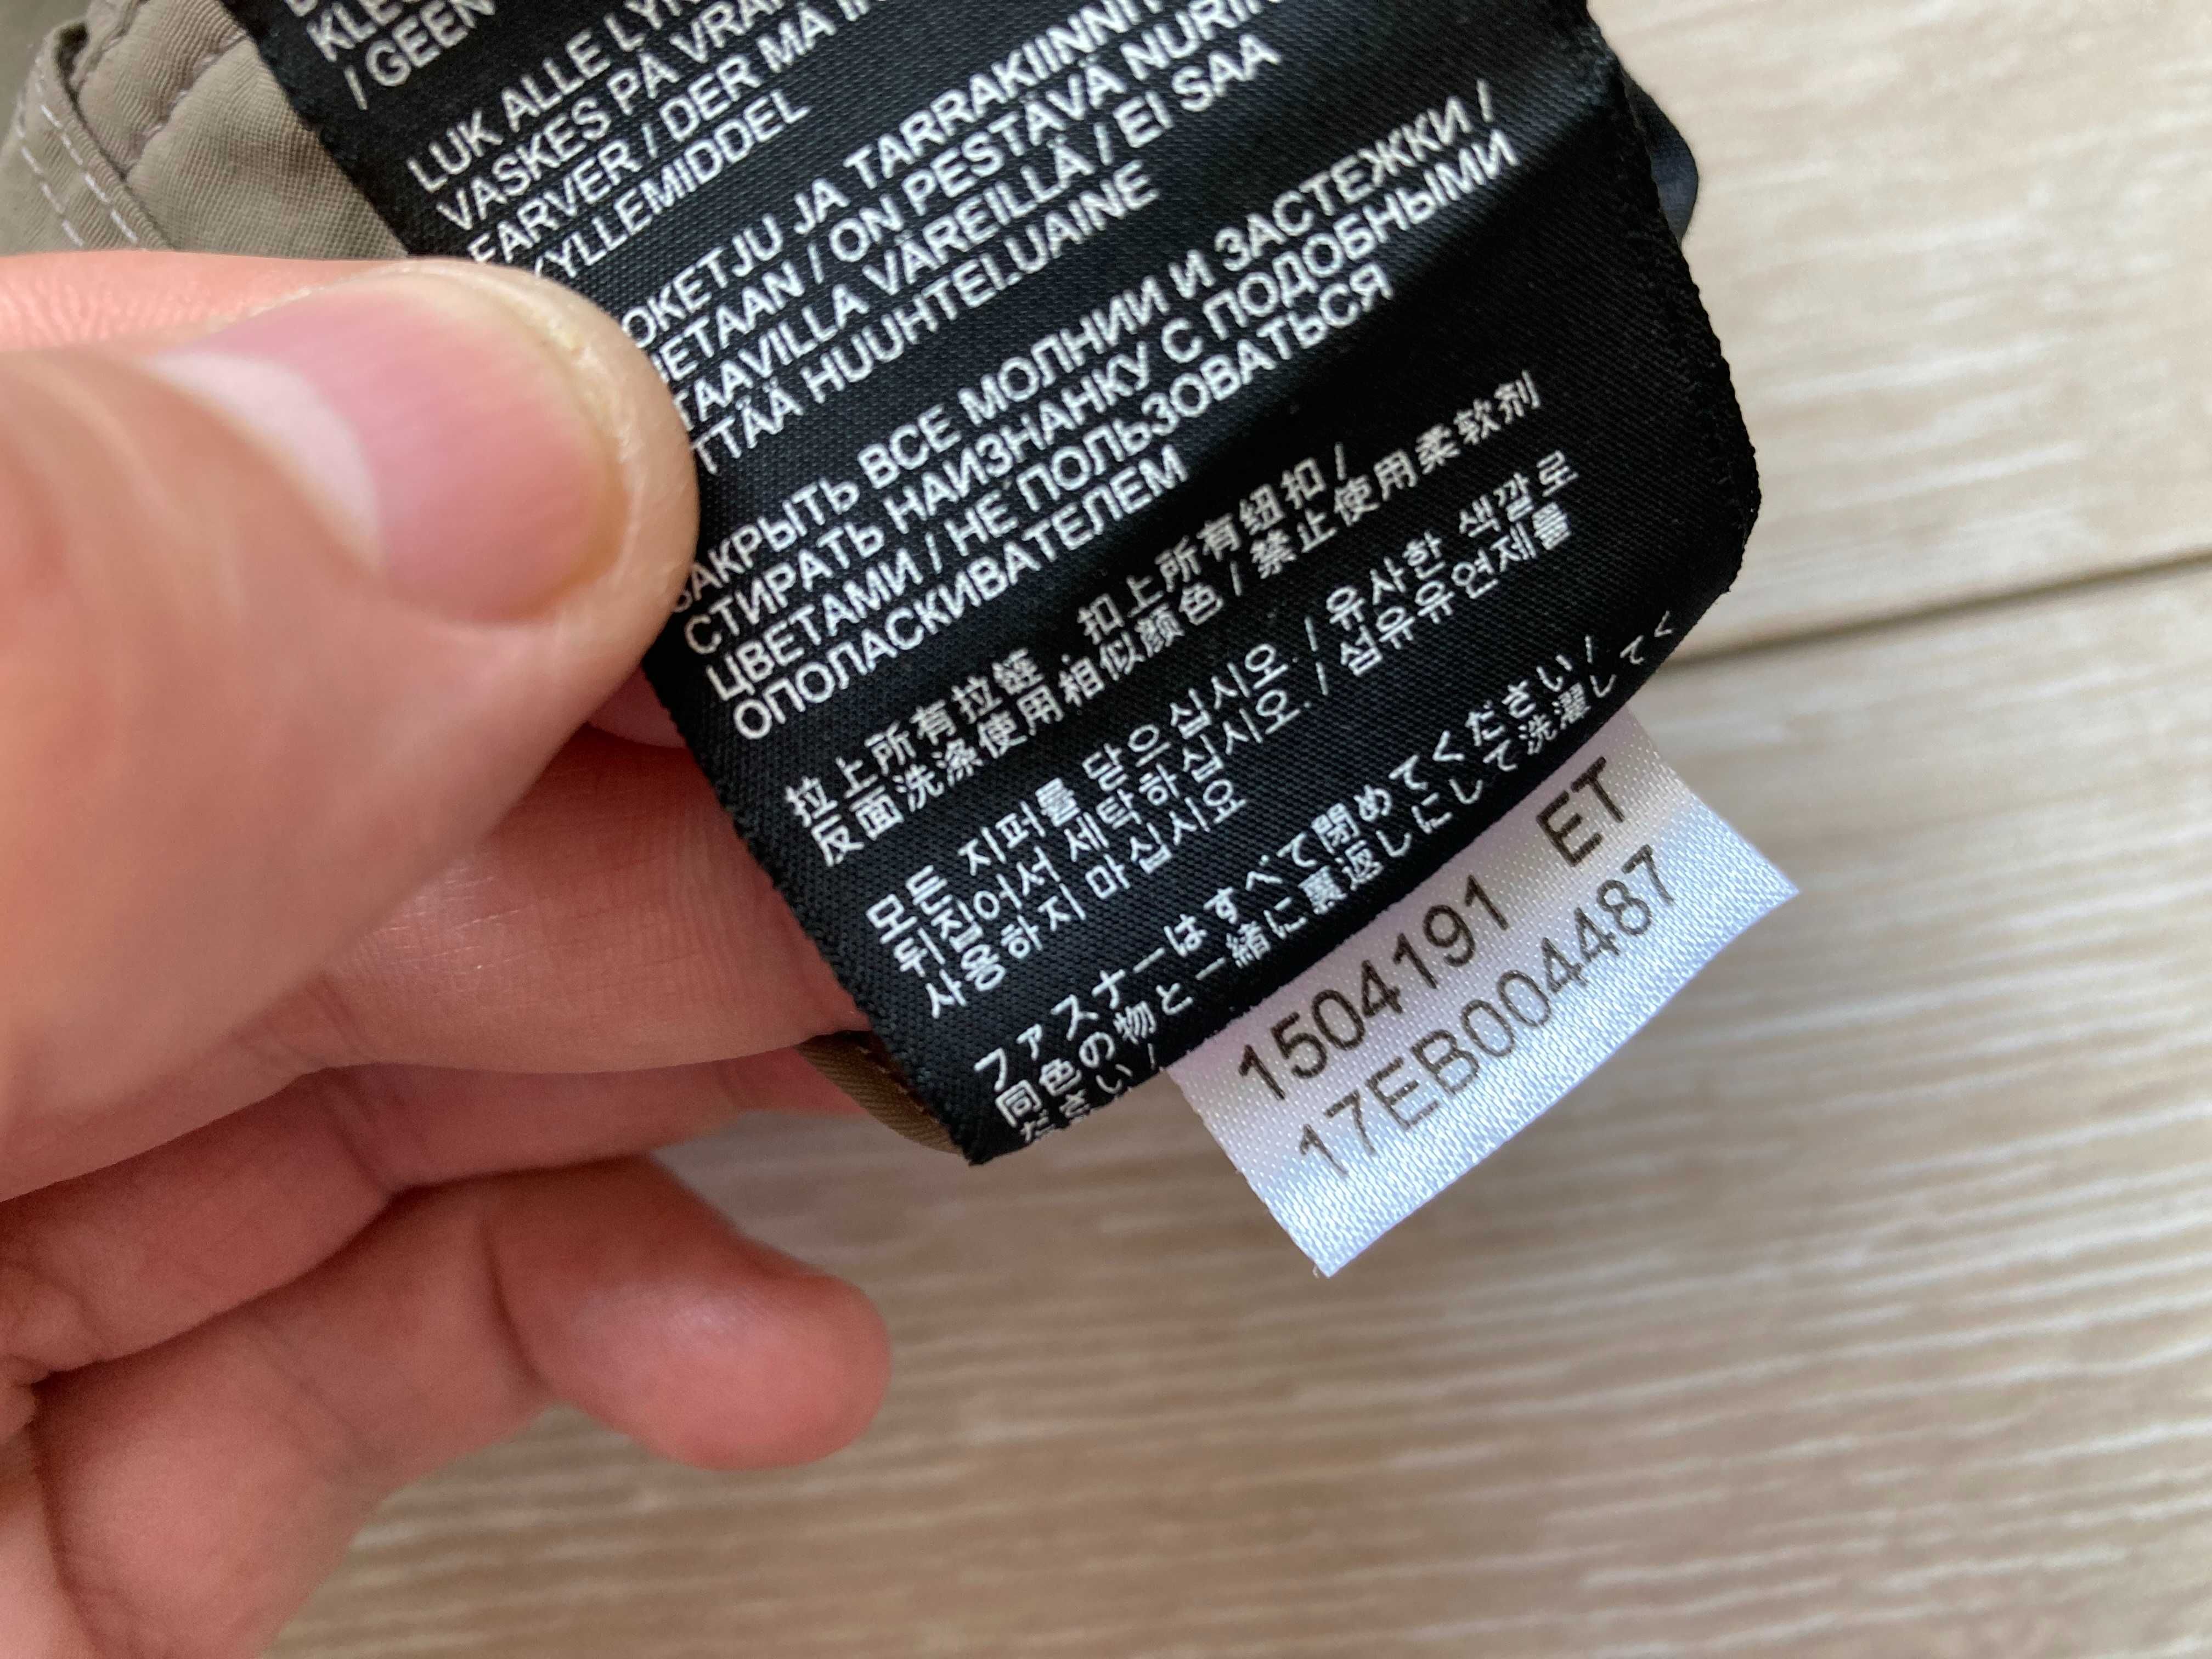 / GEEN
LUK ALLE
VASKES PÅ
FARVER / DER MÅ
SKYLLEMIDDEL
JA
/ ON PESTÄVÄ
VÄREILLÄ / EI SAA
HUUHTELUAINE
ЗАКРЫТЬ ВСЕ МОЛНИИ И ЗАСТЕЖКИ /
СТИРАТЬ НАИЗНАНКУ С ПОДОБНЫМИ
ЦВЕТАМИ / НЕ ПОЛЬЗОВАТЬСЯ
ОПОЛАСКИВАТЕЛЕМ
拉上所有拉链，扣上所有纽扣 /
反面洗涤使用相似颜色 / 禁止使用柔软剂
모든 지퍼를 닫으십시오 / 유사한 색깔로
뒤집어서 세탁하십시오. / 섬유유연제를
사용하지 마십시요
ファスナーはすべて閉めてください /
同色の物と一緒に裏返しにして洗濯してく
ださい /
1504191 ET
17EB004487